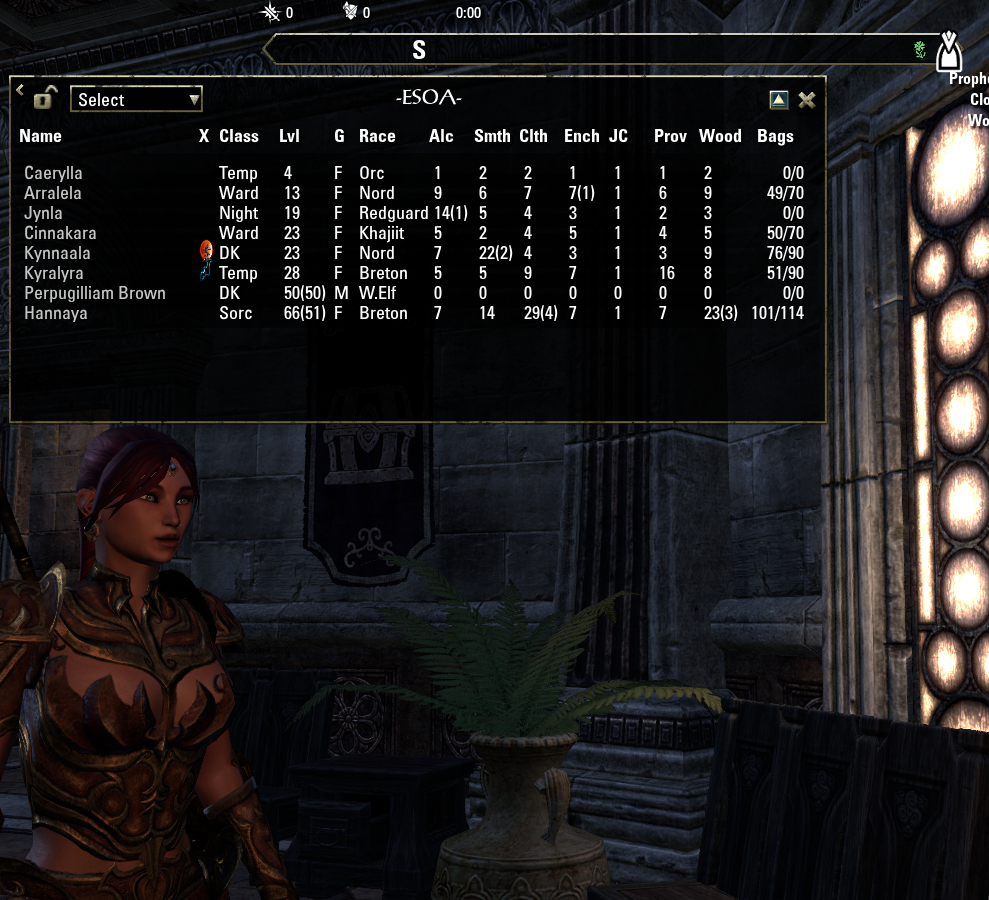 0 0 0:00
S
Select -ESOA-
Prophe
Clo
Wo
Name X Class Lvl G Race Alc Smth Clth Ench JC Prov Wood Bags
Caerylla Temp 4 F Orc 1 2 2 1 1 1 2 0/0
Arralela Ward 13 F Nord 9 6 7 7(1) 1 6 9 49/70
Jynla Night 19 F Redguard 14(1) 5 4 3 1 2 3 0/0
Cinnakara Ward 23 F Khajiit 5 2 4 5 1 4 5 50/70
Kynnaala DK 23 F Nord 7 22(2) 4 3 1 3 9 76/90
Kyralyra Temp 28 F Breton 5 5 9 7 1 16 8 51/90
Perpugilliam Brown DK 50(50) M W.Elf 0 0 0 0 0 0 0 0/0
Hannaya Sorc 66(51) F Breton 7 14 29(4) 7 1 7 23(3) 101/114